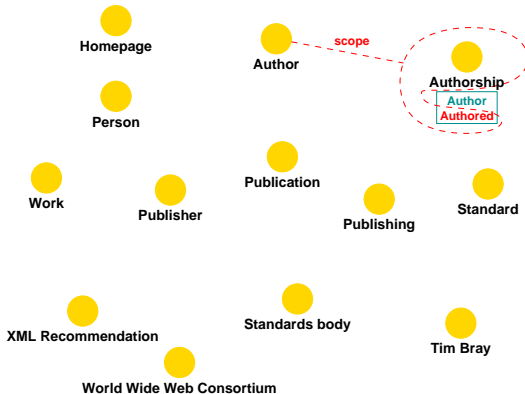 Homepage
Author
scope
Authorship
Author
Authored
Person
Work
Publisher
Publication
Publishing
Standard
XML Recommendation
World Wide Web Consortium
Standards body
Tim Bray